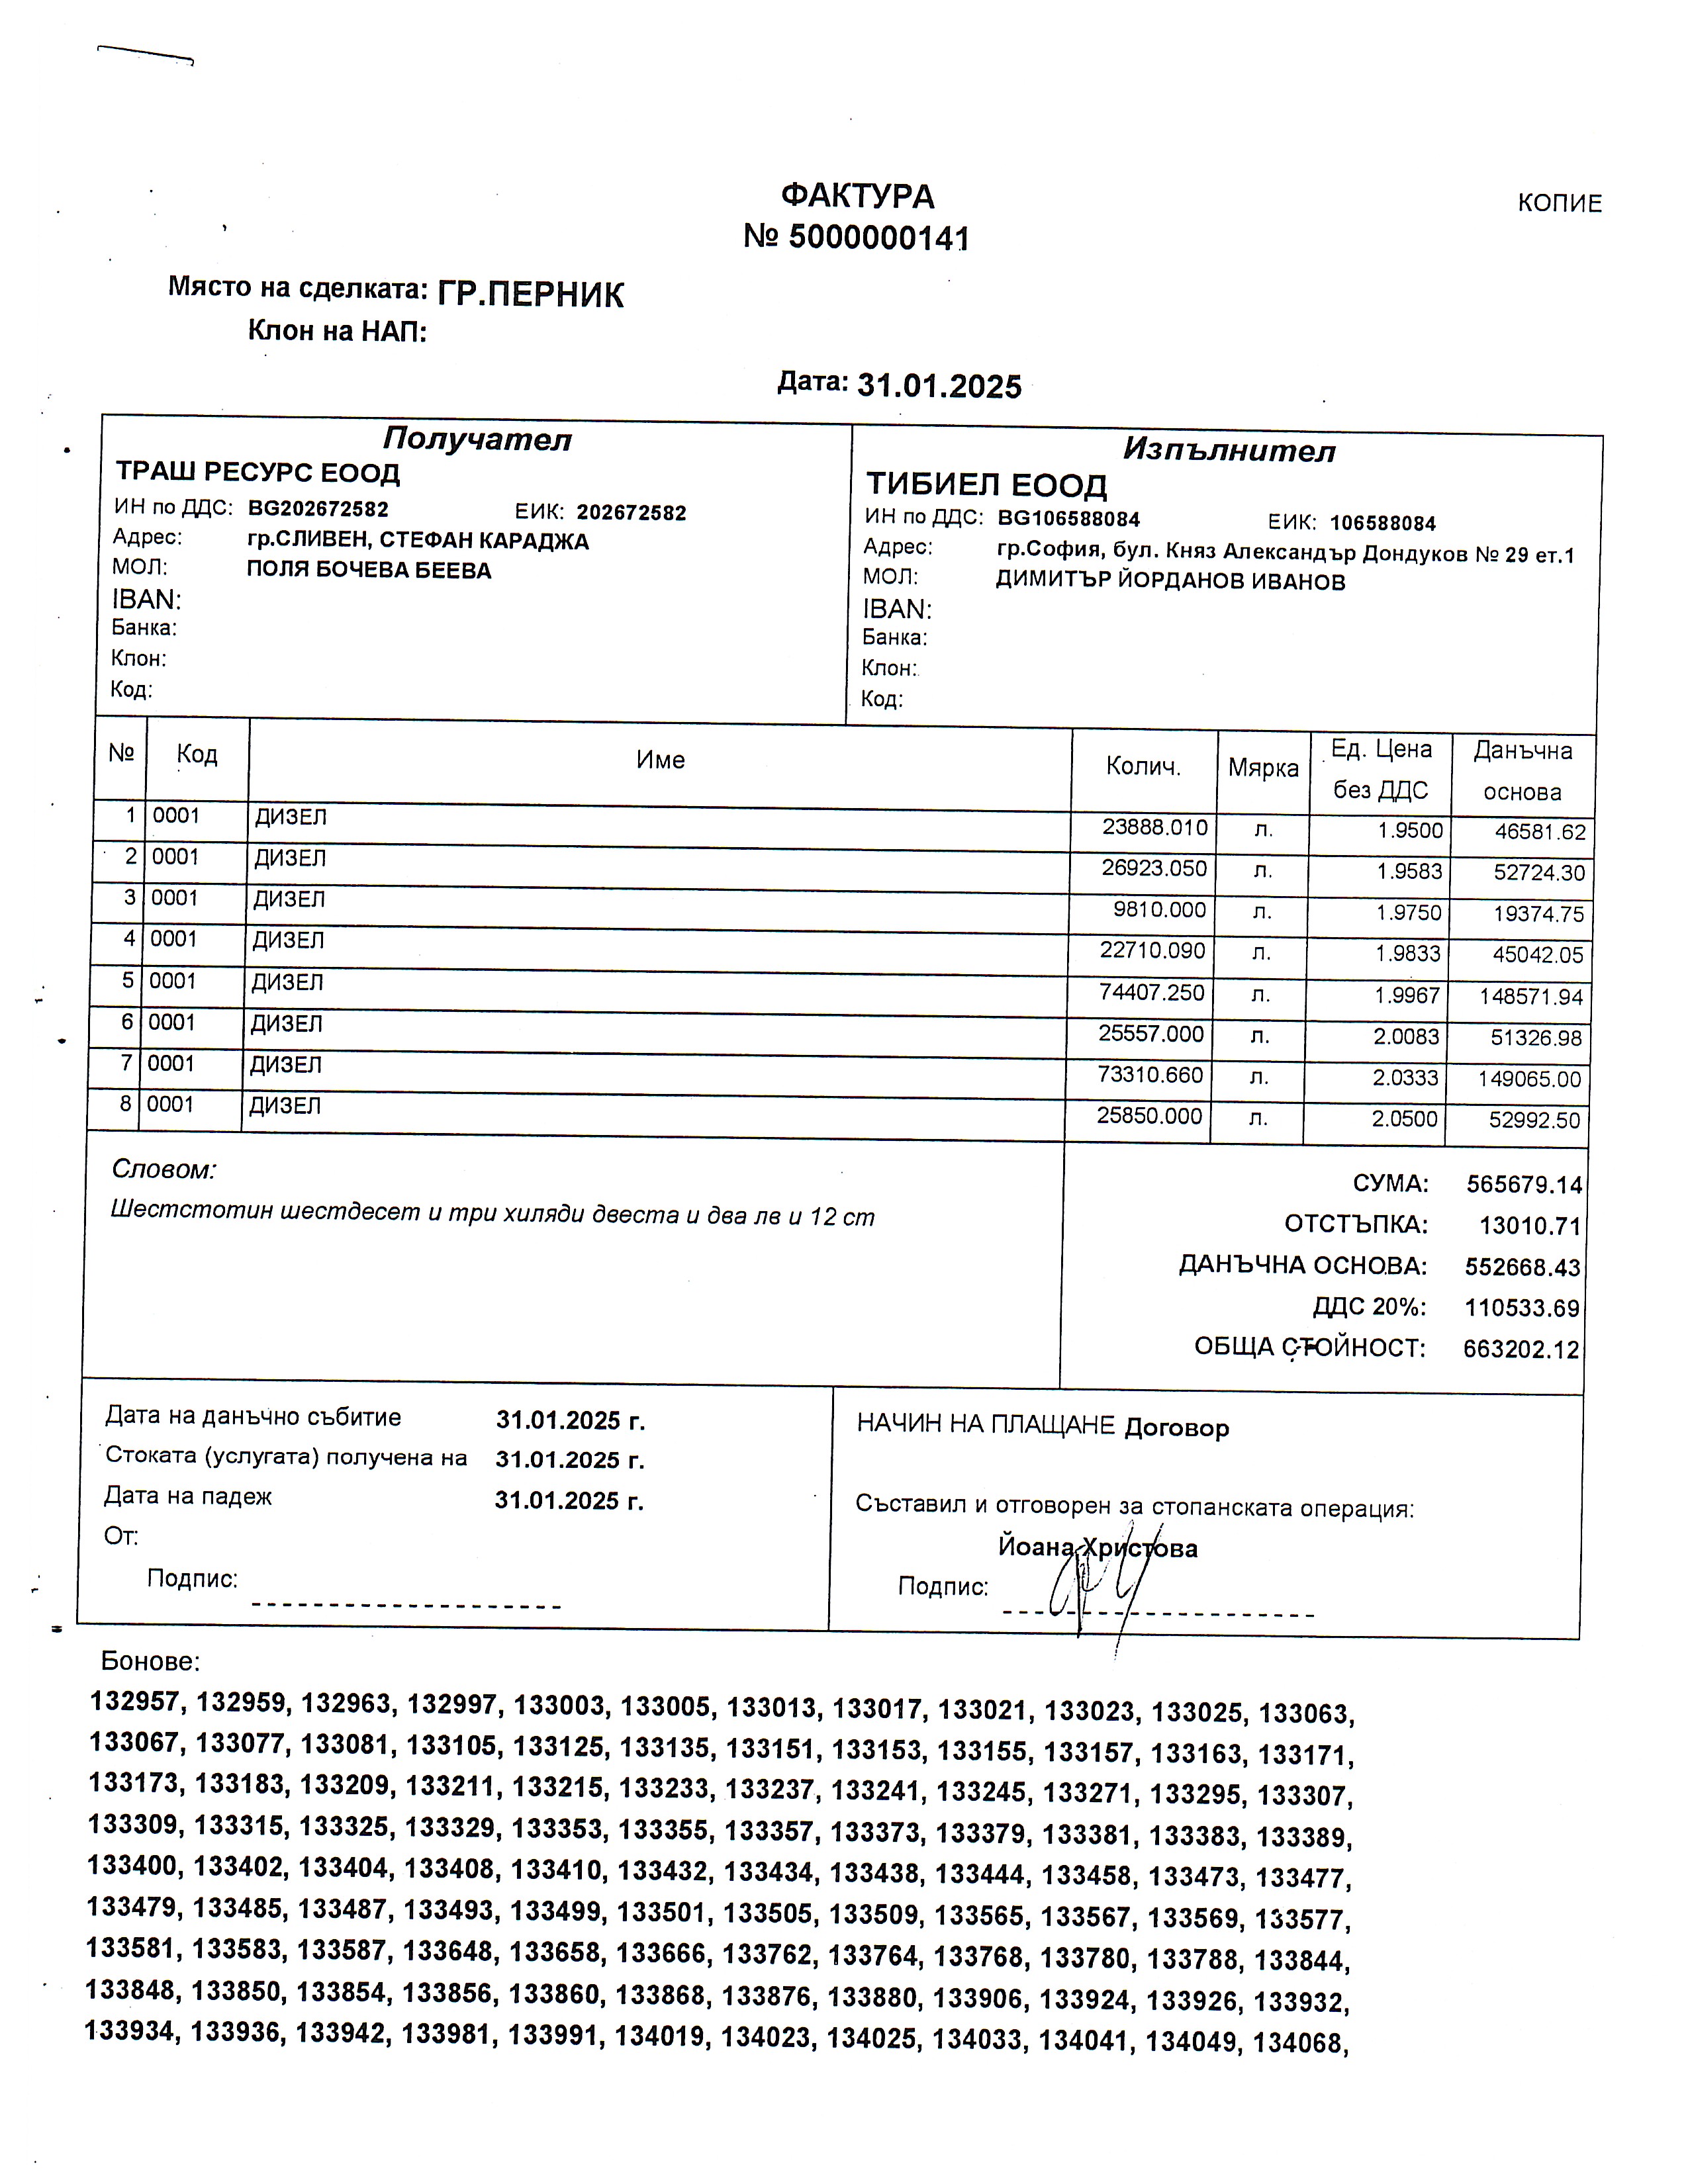 ФАКТУРА
№ 5000000141
КОПИЕ
Място на сделката: ГР.ПЕРНИК
Клон на НАП:
Дата: 31.01.2025
Получател
ТРАШ РЕСУРС ЕООД
ИН по ДДС: BG202672582 ЕИК: 202672582
Адрес: гр.СЛИВЕН, СТЕФАН КАРАДЖА
МОЛ: ПОЛЯ БОЧЕВА БЕЕВА
IBAN:
Банка:
Клон:
Код:
Изпълнител
ТИБИЕЛ ЕООД
ИН по ДДС: BG106588084 ЕИК: 106588084
Адрес: гр.София, бул. Княз Александър Дондуков № 29 ет.1
МОЛ: ДИМИТЪР ЙОРДАНОВ ИВАНОВ
IBAN:
Банка:
Клон:
Код:
№ Код Име Колич. Мярка Ед. Цена без ДДС Данъчна основа
1 0001 ДИЗЕЛ 23888.010 л. 1.9500 46581.62
2 0001 ДИЗЕЛ 26923.050 л. 1.9583 52724.30
3 0001 ДИЗЕЛ 9810.000 л. 1.9750 19374.75
4 0001 ДИЗЕЛ 22710.090 л. 1.9833 45042.05
5 0001 ДИЗЕЛ 74407.250 л. 1.9967 148571.94
6 0001 ДИЗЕЛ 25557.000 л. 2.0083 51326.98
7 0001 ДИЗЕЛ 73310.660 л. 2.0333 149065.00
8 0001 ДИЗЕЛ 25850.000 л. 2.0500 52992.50
Словом:
Шестстотин шестдесет и три хиляди двеста и два лв и 12 ст
СУМА: 565679.14
ОТСТЪПКА: 13010.71
ДАНЪЧНА ОСНОВА: 552668.43
ДДС 20%: 110533.69
ОБЩА СТОЙНОСТ: 663202.12
Дата на данъчно събитие 31.01.2025 г.
Стоката (услугата) получена на 31.01.2025 г.
Дата на падеж 31.01.2025 г.
От:
Подпис:
НАЧИН НА ПЛАЩАНЕ Договор
Съставил и отговорен за стопанската операция:
Йоана Христова
Подпис:
Бонове:
132957, 132959, 132963, 132997, 133003, 133005, 133013, 133017, 133021, 133023, 133025, 133063,
133067, 133077, 133081, 133105, 133125, 133135, 133151, 133153, 133155, 133157, 133163, 133171,
133173, 133183, 133209, 133211, 133215, 133233, 133237, 133241, 133245, 133271, 133295, 133307,
133309, 133315, 133325, 133329, 133353, 133355, 133357, 133373, 133379, 133381, 133383, 133389,
133400, 133402, 133404, 133408, 133410, 133432, 133434, 133438, 133444, 133458, 133473, 133477,
133479, 133485, 133487, 133493, 133499, 133501, 133505, 133509, 133565, 133567, 133569, 133577,
133581, 133583, 133587, 133648, 133658, 133666, 133762, 133764, 133768, 133780, 133788, 133844,
133848, 133850, 133854, 133856, 133860, 133868, 133876, 133880, 133906, 133924, 133926, 133932,
133934, 133936, 133942, 133981, 133991, 134019, 134023, 134025, 134033, 134041, 134049, 134068,